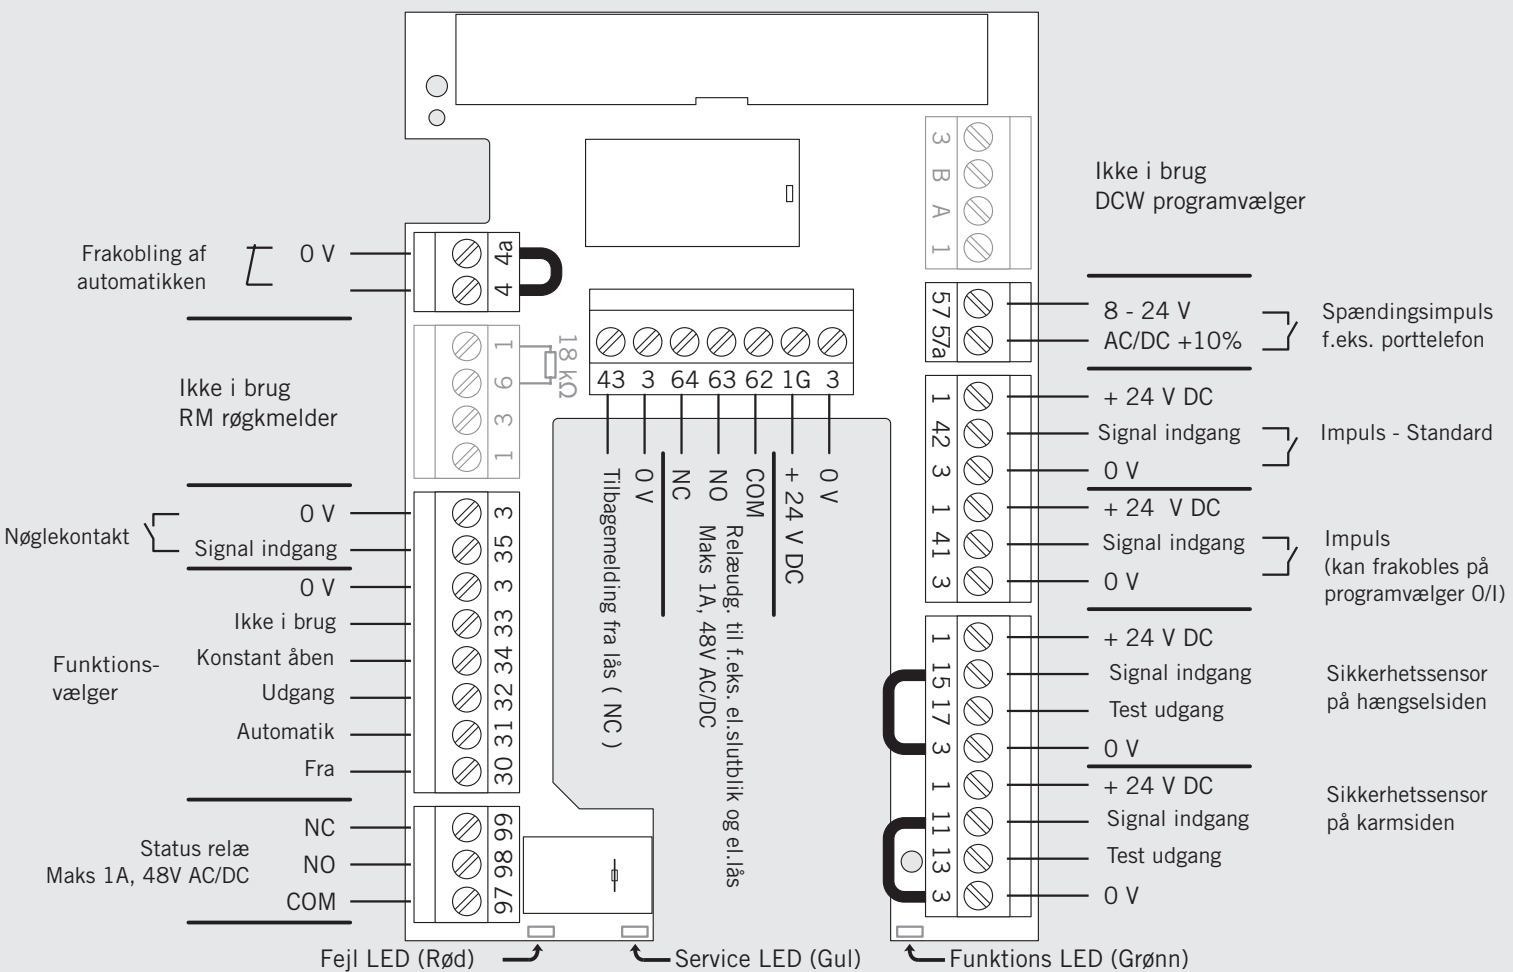 Frakobling af
automatikken
0 V
4a
4
Ikke i brug
RM røgkmelder
1
6
3
1
18 kΩ
Nøglekontakt
0 V
3
Signal indgang
35
Funktions-
vælger
0 V
3
Ikke i brug
33
Konstant åben
34
Udgang
32
Automatik
31
Fra
30
Status relæ
Maks 1A, 48V AC/DC
NC
99
NO
98
COM
97
43 3 64 63 62 1G 3
Tilbagemelding fra lås ( NC )
0 V
NC
NO
COM
Relæudg. til f.eks. el.slutblik og el.lås
Maks 1A, 48V AC/DC
+ 24 V DC
0 V
3
B
A
1
Ikke i brug
DCW programvælger
57
8 - 24 V
57a
AC/DC +10%
Spændingsimpuls
f.eks. porttelefon
1
+ 24 V DC
42
Signal indgang
3
0 V
Impuls - Standard
1
+ 24 V DC
41
Signal indgang
3
0 V
Impuls
(kan frakobles på
programvælger 0/I)
1
+ 24 V DC
15
Signal indgang
17
Test udgang
3
0 V
Sikkerhetssensor
på hængselsiden
1
+ 24 V DC
11
Signal indgang
13
Test udgang
3
0 V
Sikkerhetssensor
på karmsiden
Fejl LED (Rød)
Service LED (Gul)
Funktions LED (Grønn)